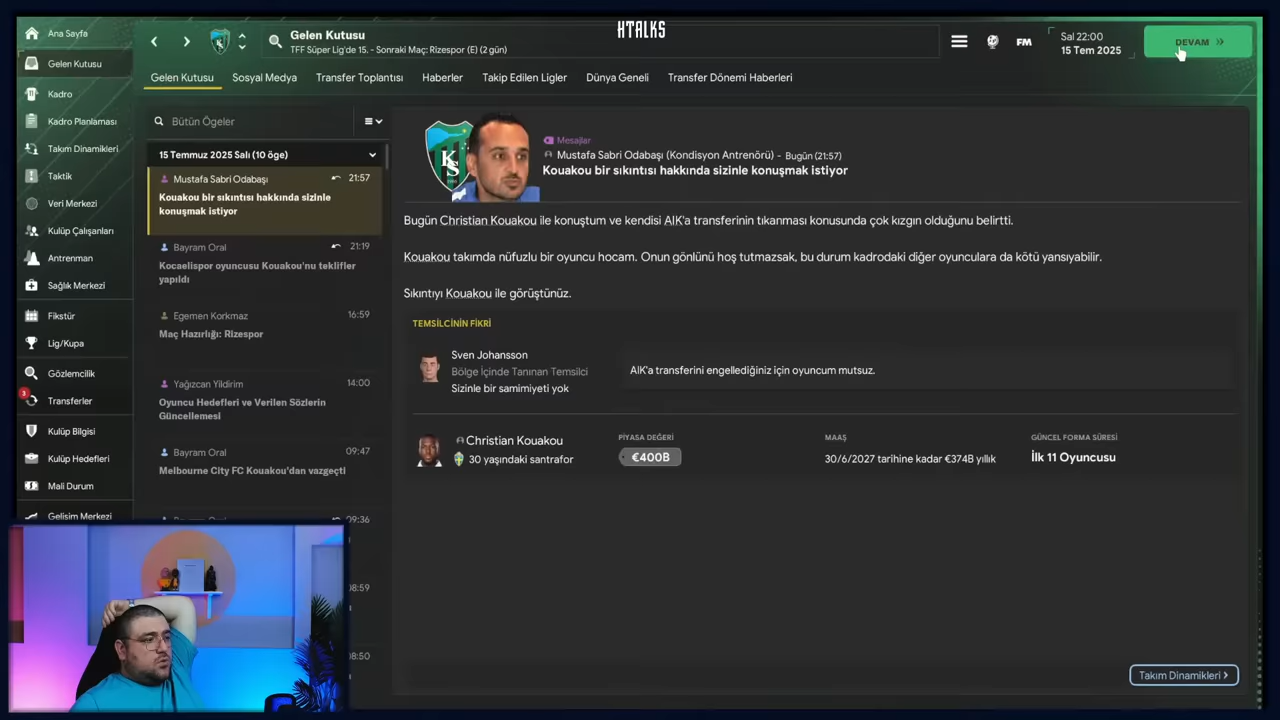 HTALKS
Ana Sayfa
Gelen Kutusu
Kadro
Kadro Planlaması
Takım Dinamikleri
Taktik
Veri Merkezi
Kulüp Çalışanları
Antrenman
Sağlık Merkezi
Fikstür
Lig/Kupa
Gözlemcilik
3
Transferler
Kulüp Bilgisi
Kulüp Hedefleri
Mali Durum
Gelişim Merkezi
Gelen Kutusu
TFF Süper Lig'de 15. - Sonraki Maç: Rizespor (E) (2 gün)
FM
Sal 22:00
15 Tem 2025
DEVAM
Gelen Kutusu
Sosyal Medya
Transfer Toplantısı
Haberler
Takip Edilen Ligler
Dünya Geneli
Transfer Dönemi Haberleri
Bütün Ögeler
15 Temmuz 2025 Salı (10 öge)
Mustafa Sabri Odabaşı 21:57
Kouakou bir sıkıntısı hakkında sizinle
konuşmak istiyor
Bayram Oral 21:19
Kocaelispor oyuncusu Kouakou'nu teklifler
yapıldı
Egemen Korkmaz 16:59
Maç Hazırlığı: Rizespor
Yağızcan Yildirim 14:00
Oyuncu Hedefleri ve Verilen Sözlerin
Güncellemesi
Bayram Oral 09:47
Melbourne City FC Kouakou'dan vazgeçti
Bayram Oral 09:36
08:59
08:50
KS
Mesajlar
Mustafa Sabri Odabaşı (Kondisyon Antrenörü) - Bugün (21:57)
Kouakou bir sıkıntısı hakkında sizinle konuşmak istiyor
Bugün Christian Kouakou ile konuştum ve kendisi AIK'a transferinin tıkanması konusunda çok kızgın olduğunu belirtti.
Kouakou takımda nüfuzlu bir oyuncu hocam. Onun gönlünü hoş tutmazsak, bu durum kadrodaki diğer oyunculara da kötü yansıyabilir.
Sıkıntıyı Kouakou ile görüştünüz.
TEMSİLCİNİN FİKRİ
Sven Johansson
Bölge İçinde Tanınan Temsilci
Sizinle bir samimiyeti yok
AIK'a transferini engellediğiniz için oyuncum mutsuz.
Christian Kouakou
30 yaşındaki santrafor
PİYASA DEĞERİ
€400B
MAAŞ
30/6/2027 tarihine kadar €374B yıllık
GÜNCEL FORMA SÜRESİ
İlk 11 Oyuncusu
Takım Dinamikleri